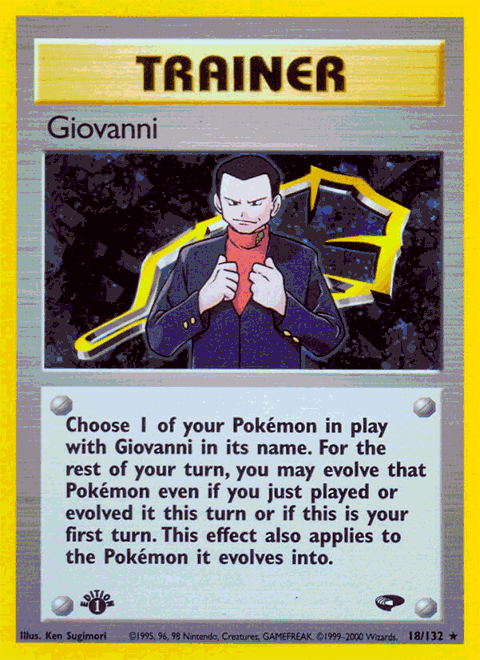 TRAINER
Giovanni
Choose 1 of your Pokémon in play
with Giovanni in its name. For the
rest of your turn, you may evolve that
Pokémon even if you just played or
evolved it this turn or if this is your
first turn. This effect also applies to
the Pokémon it evolves into.
EDITION
1
Illus. Ken Sugimori ©1995, 96, 98 Nintendo, Creatures, GAMEFREAK. ©1999–2000 Wizards. 18/132 ★